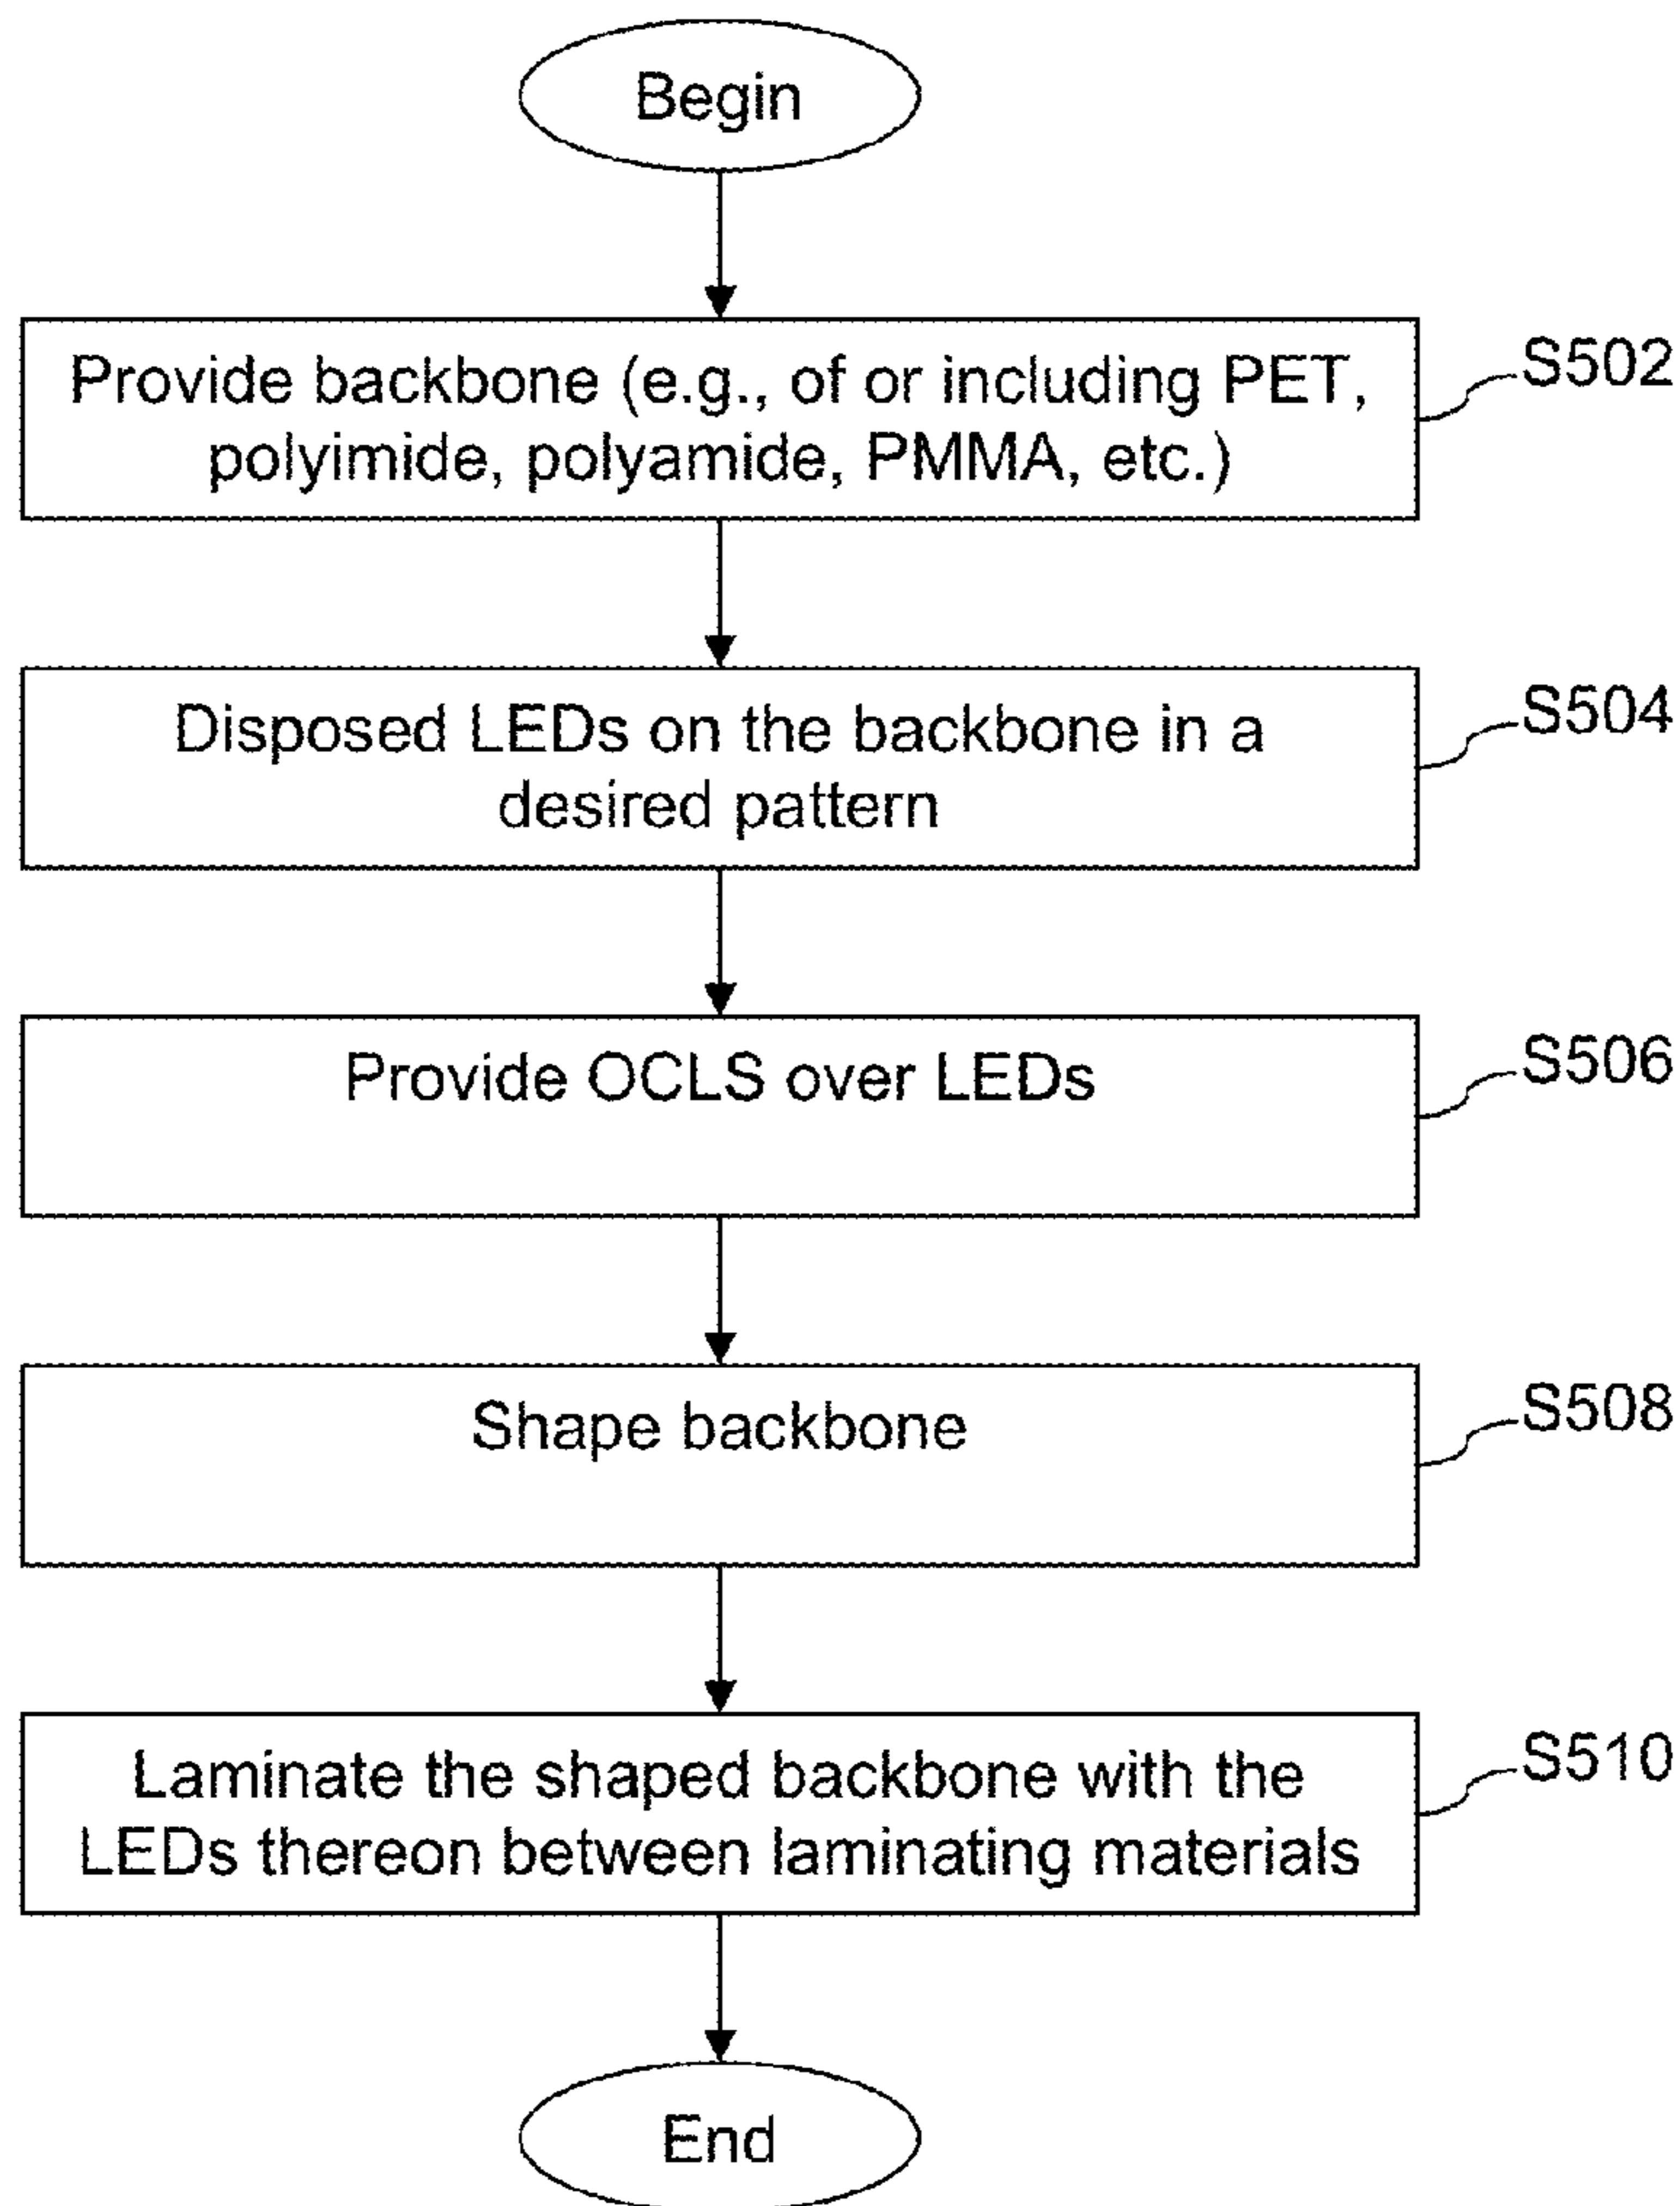 Begin
Provide backbone (e.g., of or including PET,
polyimide, polyamide, PMMA, etc.)
S502
Disposed LEDs on the backbone in a
desired pattern
S504
Provide OCLS over LEDs
S506
Shape backbone
S508
Laminate the shaped backbone with the
LEDs thereon between laminating materials
S510
End